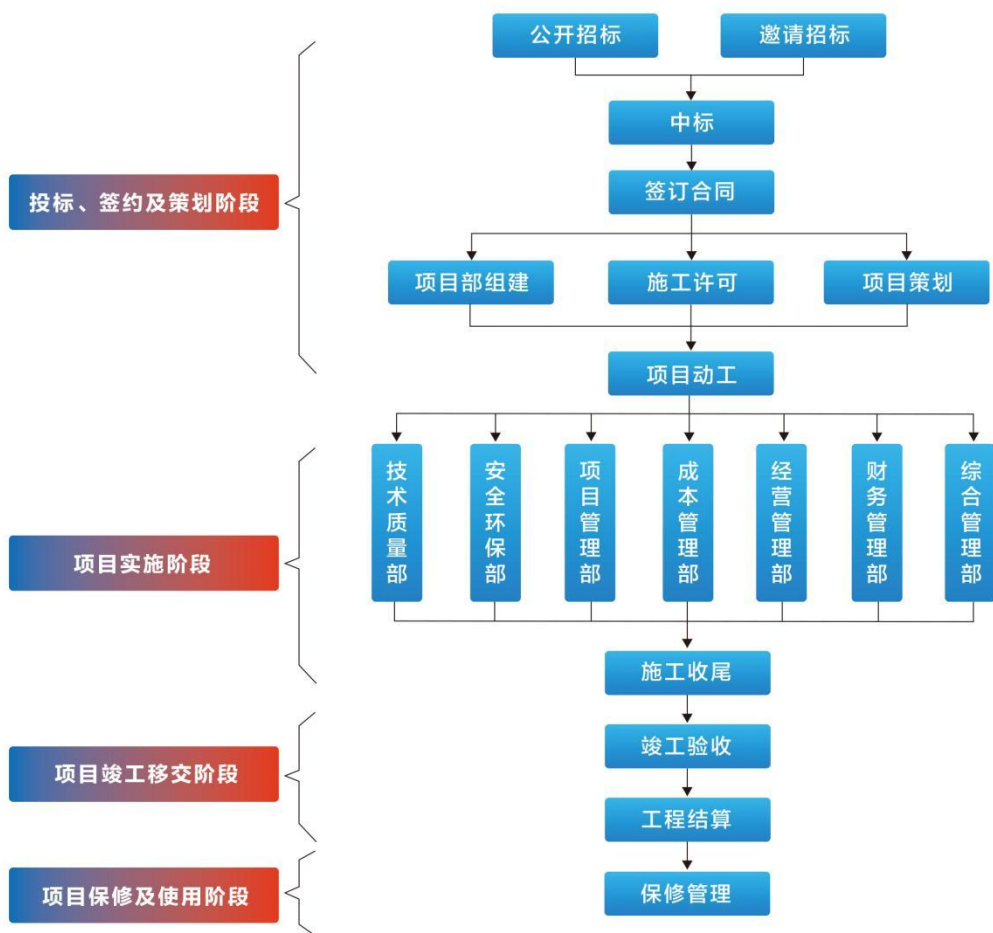 公开招标
邀请招标
中标
投标、签约及策划阶段
签订合同
项目部组建
施工许可
项目策划
项目动工
技术质量部
安全环保部
项目管理部
成本管理部
经营管理部
财务管理部
综合管理部
项目实施阶段
施工收尾
竣工验收
项目竣工移交阶段
工程结算
项目保修及使用阶段
保修管理